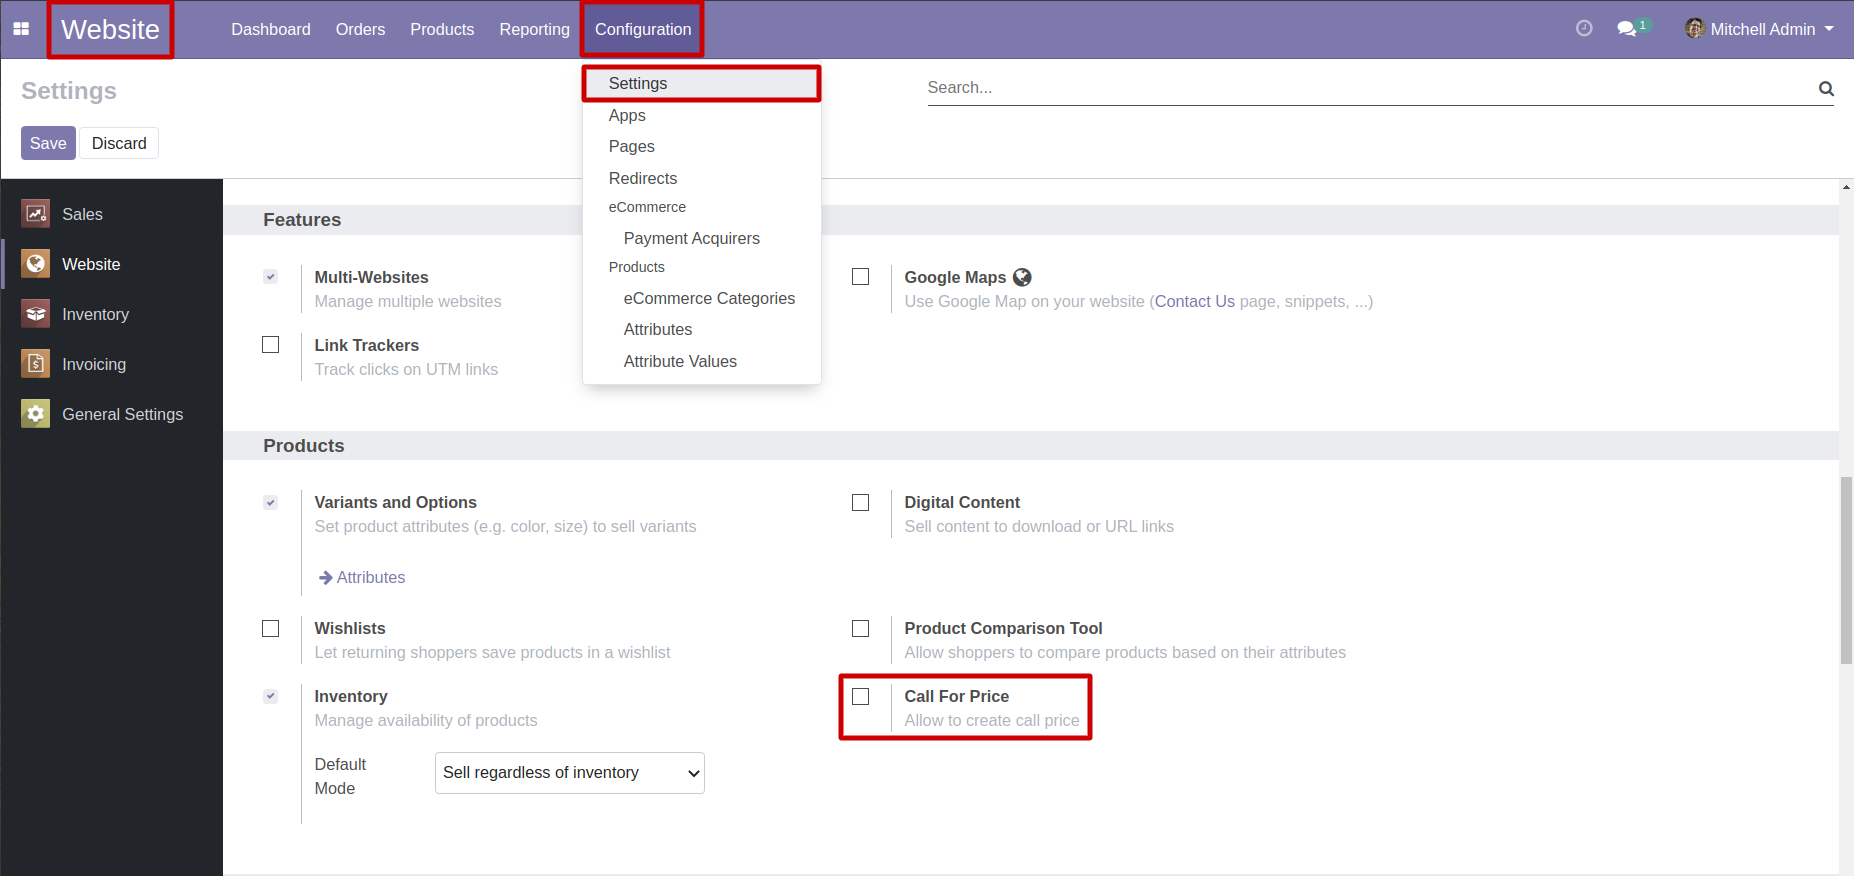 Website
Dashboard Orders Products Reporting Configuration
1
Mitchell Admin
Settings
Search...
Save Discard
Settings
Apps
Pages
Redirects
eCommerce
Payment Acquirers
Products
eCommerce Categories
Attributes
Attribute Values
Sales
Website
Inventory
Invoicing
General Settings
Features
Multi-Websites
Manage multiple websites
Google Maps
Use Google Map on your website (Contact Us page, snippets, ...)
Link Trackers
Track clicks on UTM links
Products
Variants and Options
Set product attributes (e.g. color, size) to sell variants
Attributes
Digital Content
Sell content to download or URL links
Wishlists
Let returning shoppers save products in a wishlist
Product Comparison Tool
Allow shoppers to compare products based on their attributes
Inventory
Manage availability of products
Default
Mode
Sell regardless of inventory
Call For Price
Allow to create call price